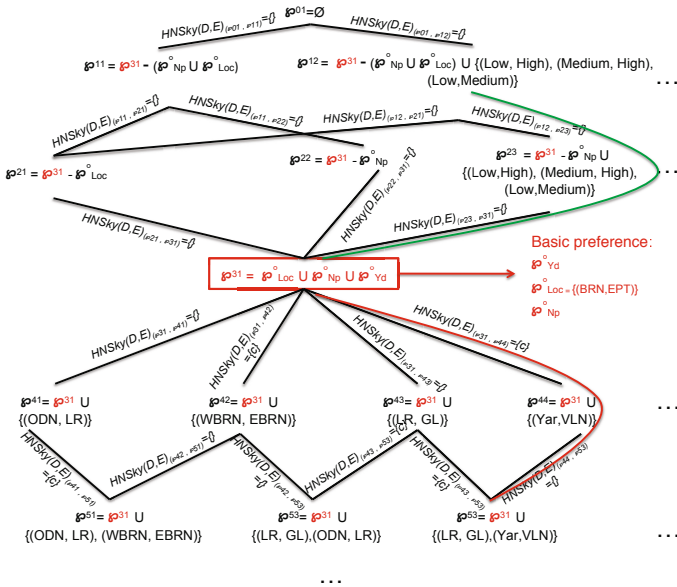 ℘01=Ø
HNSky(D,E)(℘01 , ℘11)={}
HNSky(D,E)(℘01 , ℘12)={}
℘11= ℘31 - (℘°Np U ℘°Loc)
℘12= ℘31 - (℘°Np U ℘°Loc) U {(Low, High), (Medium, High),
(Low,Medium)}
...
HNSky(D,E)(℘11 , ℘21)={}
HNSky(D,E)(℘11 , ℘22)={}
HNSky(D,E)(℘12 , ℘21)={}
HNSky(D,E)(℘12 , ℘23)={}
℘21= ℘31 - ℘°Loc
℘22= ℘31 - ℘°Np
℘23= ℘31 - ℘°Np U
{(Low,High), (Medium, High),
(Low,Medium)}
...
HNSky(D,E)(℘21 , ℘31)={}
HNSky(D,E)(℘22 , ℘31)={}
HNSky(D,E)(℘23 , ℘31)={}
℘31= ℘°Loc U ℘°Np U ℘°Yd
Basic preference:
℘°Yd
℘°Loc = {(BRN,EPT)}
℘°Np
HNSky(D,E)(℘31 , ℘41)={}
HNSky(D,E)(℘31 , ℘42)
={c}
HNSky(D,E)(℘31 , ℘43)={}
HNSky(D,E)(℘31 , ℘44)={c}
℘41= ℘31 U
{(ODN, LR)}
℘42= ℘31 U
{(WBRN, EBRN)}
℘43= ℘31 U
{(LR, GL)}
℘44= ℘31 U
{(Yar,VLN)}
...
HNSky(D,E)(℘41 , ℘51)
={c}
HNSky(D,E)(℘42 , ℘51)={}
HNSky(D,E)(℘42 , ℘53)
={}
HNSky(D,E)(℘43 , ℘53)={c}
HNSky(D,E)(℘43 , ℘53)
={c}
HNSky(D,E)(℘44 , ℘53)
={}
℘51= ℘31 U
{(ODN, LR), (WBRN, EBRN)}
℘53= ℘31 U
{(LR, GL),(ODN, LR)}
℘53= ℘31 U
{(LR, GL),(Yar,VLN)}
...
...